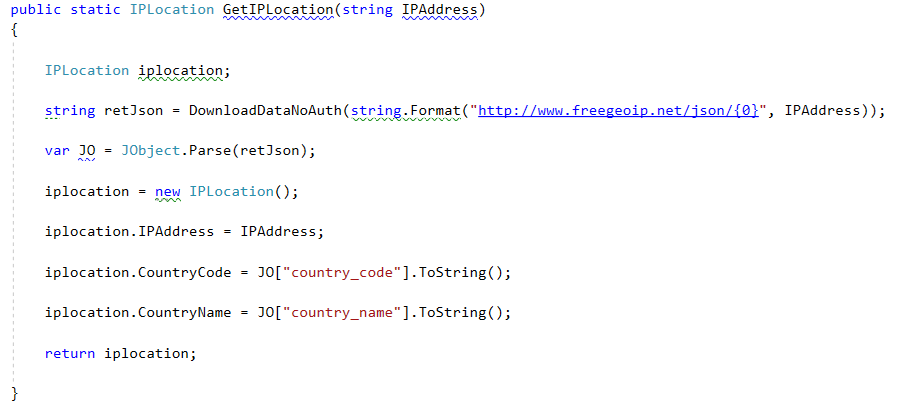 public static IPLocation GetIPLocation(string IPAddress)
{
IPLocation iplocation;
string retJson = DownloadDataNoAuth(string.Format("http://www.freegeoip.net/json/{0}", IPAddress));
var JO = JObject.Parse(retJson);
iplocation = new IPLocation();
iplocation.IPAddress = IPAddress;
iplocation.CountryCode = JO["country_code"].ToString();
iplocation.CountryName = JO["country_name"].ToString();
return iplocation;
}